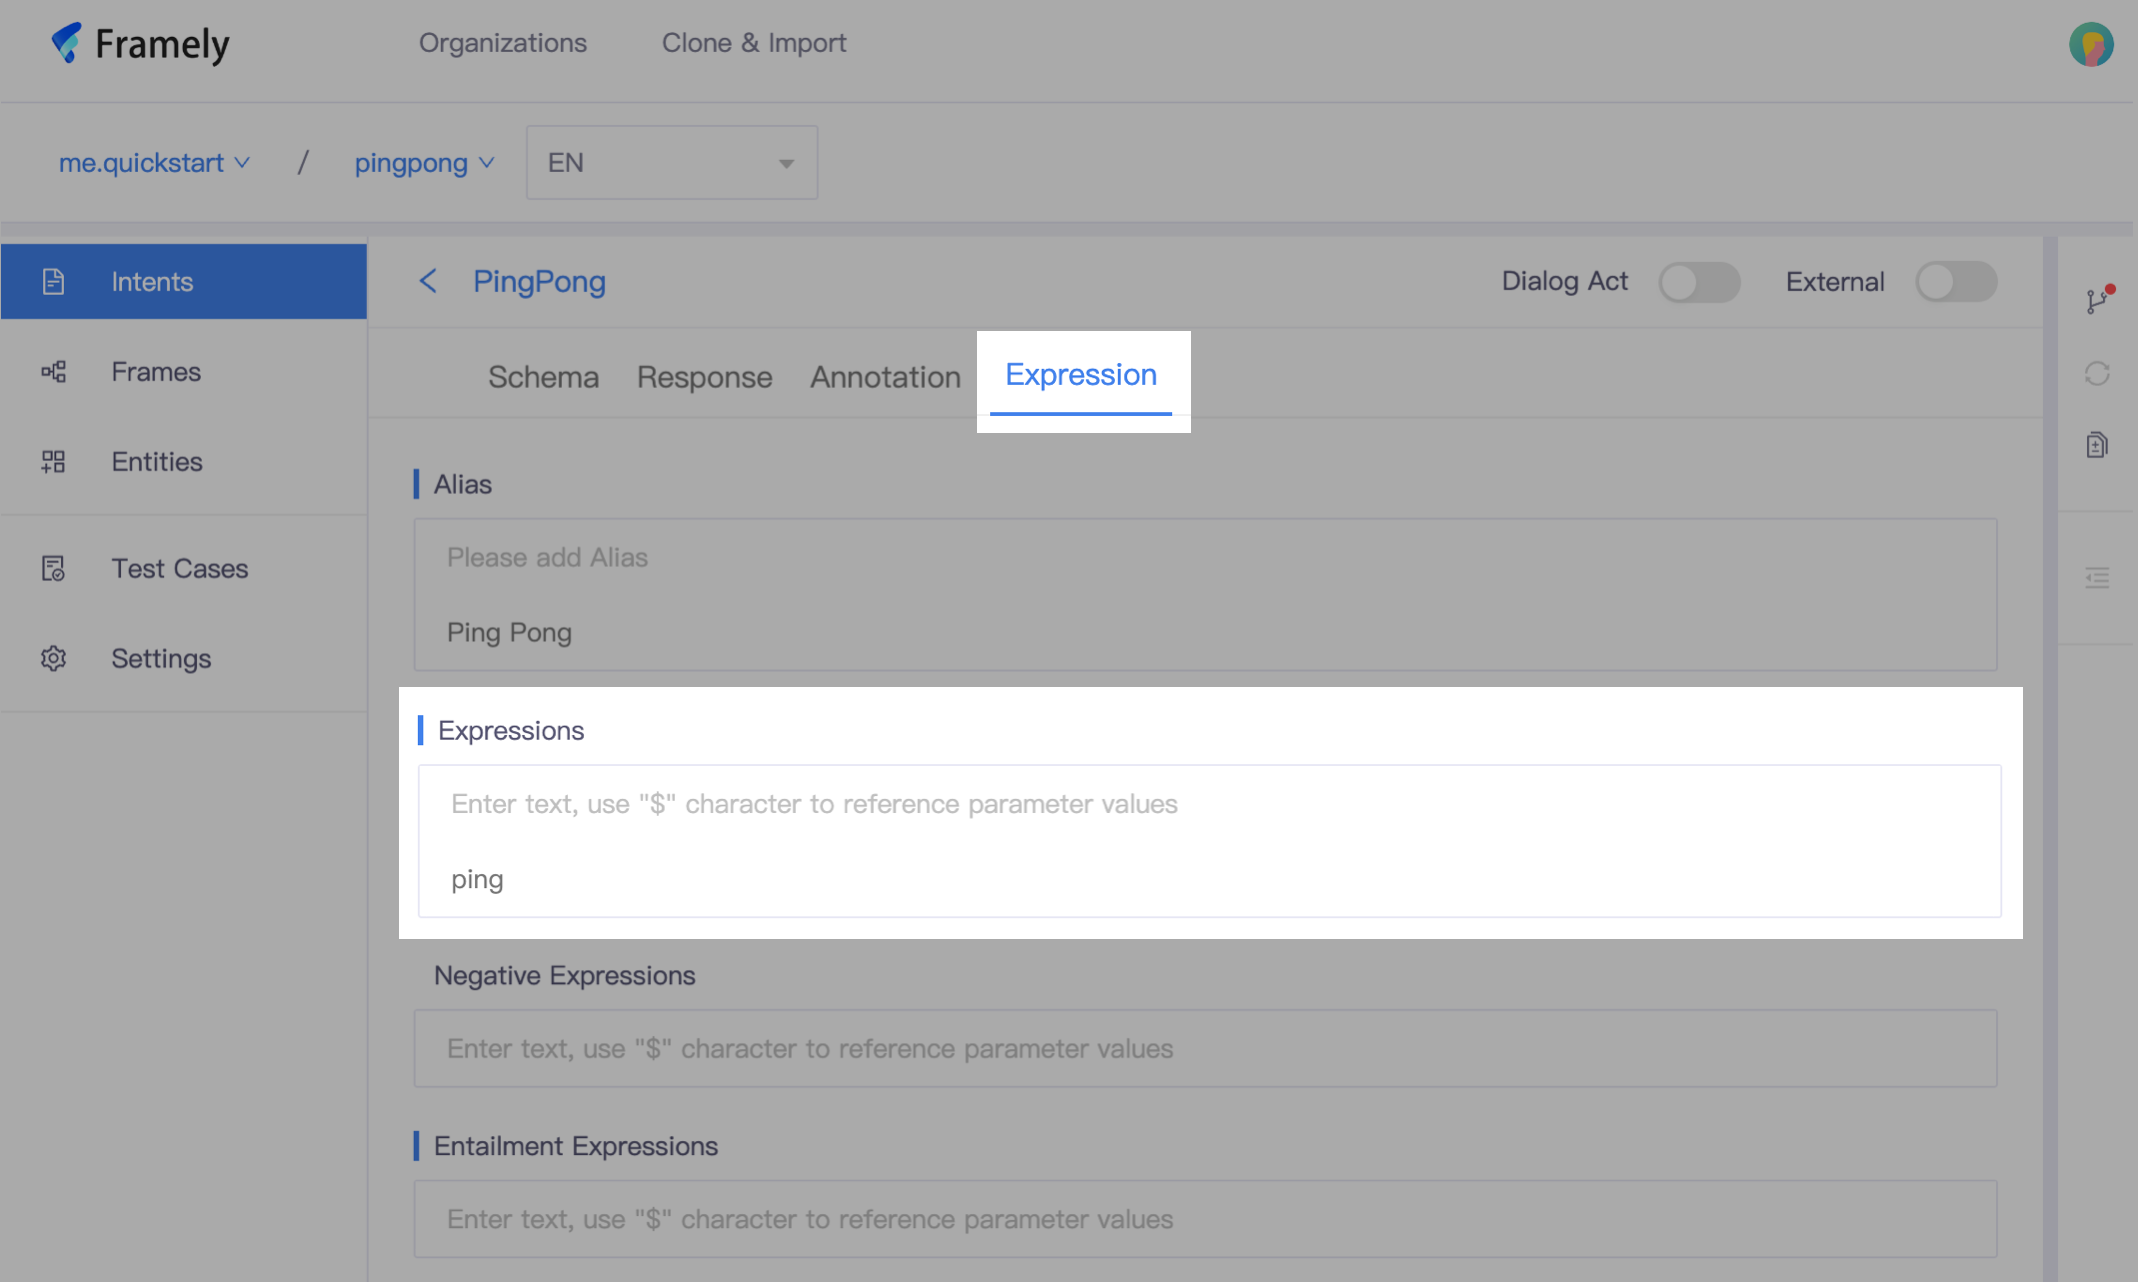 Framely
Organizations
Clone & Import
me.quickstart
/
pingpong
EN
Intents
Frames
Entities
Test Cases
Settings
PingPong
Dialog Act
External
Schema
Response
Annotation
Expression
Alias
Please add Alias
Ping Pong
Expressions
Enter text, use "$" character to reference parameter values
ping
Negative Expressions
Enter text, use "$" character to reference parameter values
Entailment Expressions
Enter text, use "$" character to reference parameter values